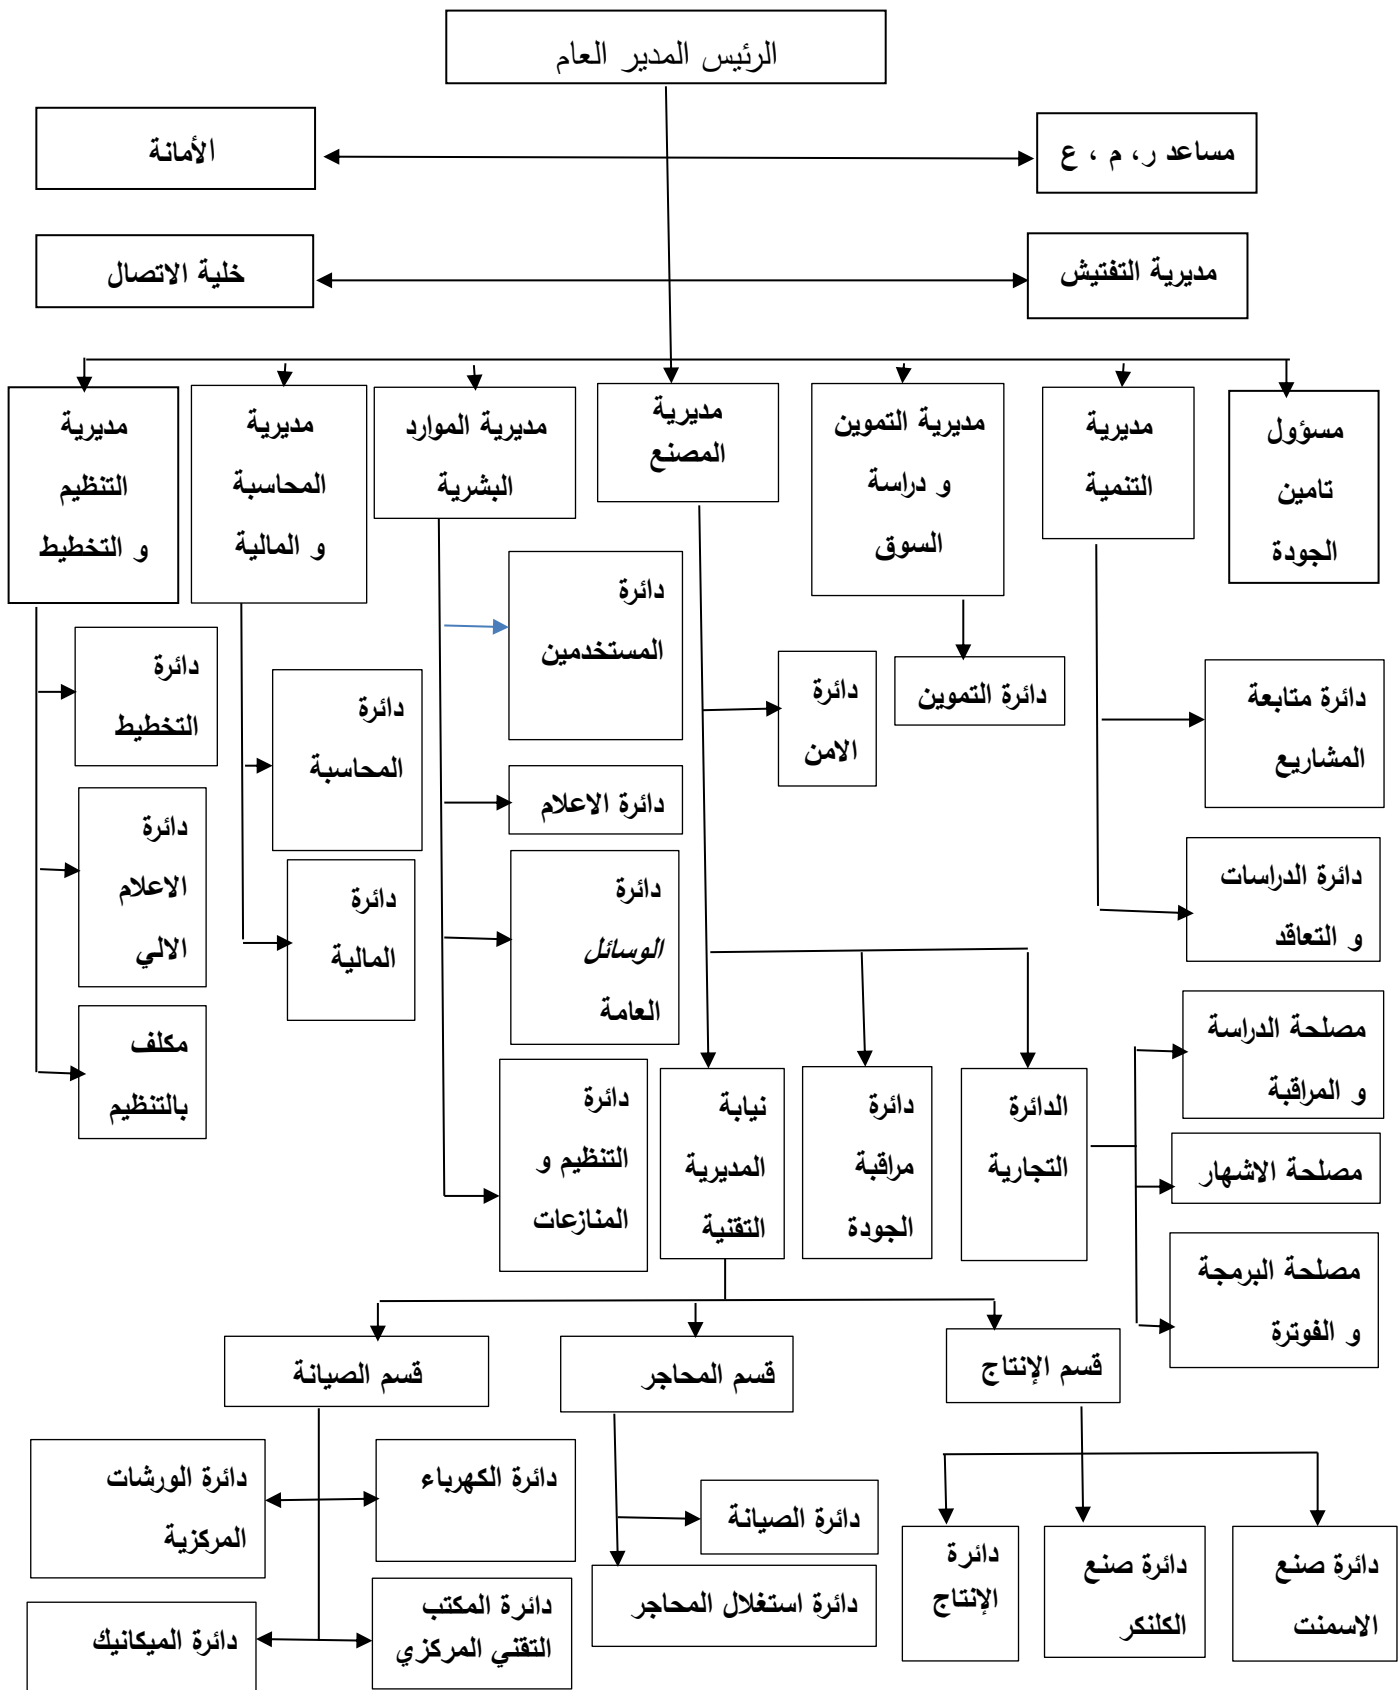 الرئيس المدير العام
مساعد ر، م ، ع
الأمانة
مديرية التفتيش
خلية الاتصال
مسؤول
تامين
الجودة
مديرية
التنمية
مديرية التموين
و دراسة
السوق
مديرية
المصنع
مديرية الموارد
البشرية
مديرية
المحاسبة
و المالية
مديرية
التنظيم
و التخطيط
دائرة متابعة
المشاريع
دائرة الدراسات
و التعاقد
دائرة التموين
دائرة
الامن
دائرة
المستخدمين
دائرة الاعلام
دائرة
الوسائل
العامة
دائرة
التنظيم و
المنازعات
دائرة
المحاسبة
دائرة
المالية
دائرة
التخطيط
دائرة
الاعلام
الالي
مكلف
بالتنظيم
مصلحة الدراسة
و المراقبة
مصلحة الاشهار
مصلحة البرمجة
و الفوترة
الدائرة
التجارية
دائرة
مراقبة
الجودة
نيابة
المديرية
التقنية
قسم الإنتاج
قسم المحاجر
قسم الصيانة
دائرة صنع
الاسمنت
دائرة صنع
الكلنكر
دائرة
الإنتاج
دائرة الصيانة
دائرة استغلال المحاجر
دائرة الكهرباء
دائرة الورشات
المركزية
دائرة المكتب
التقني المركزي
دائرة الميكانيك